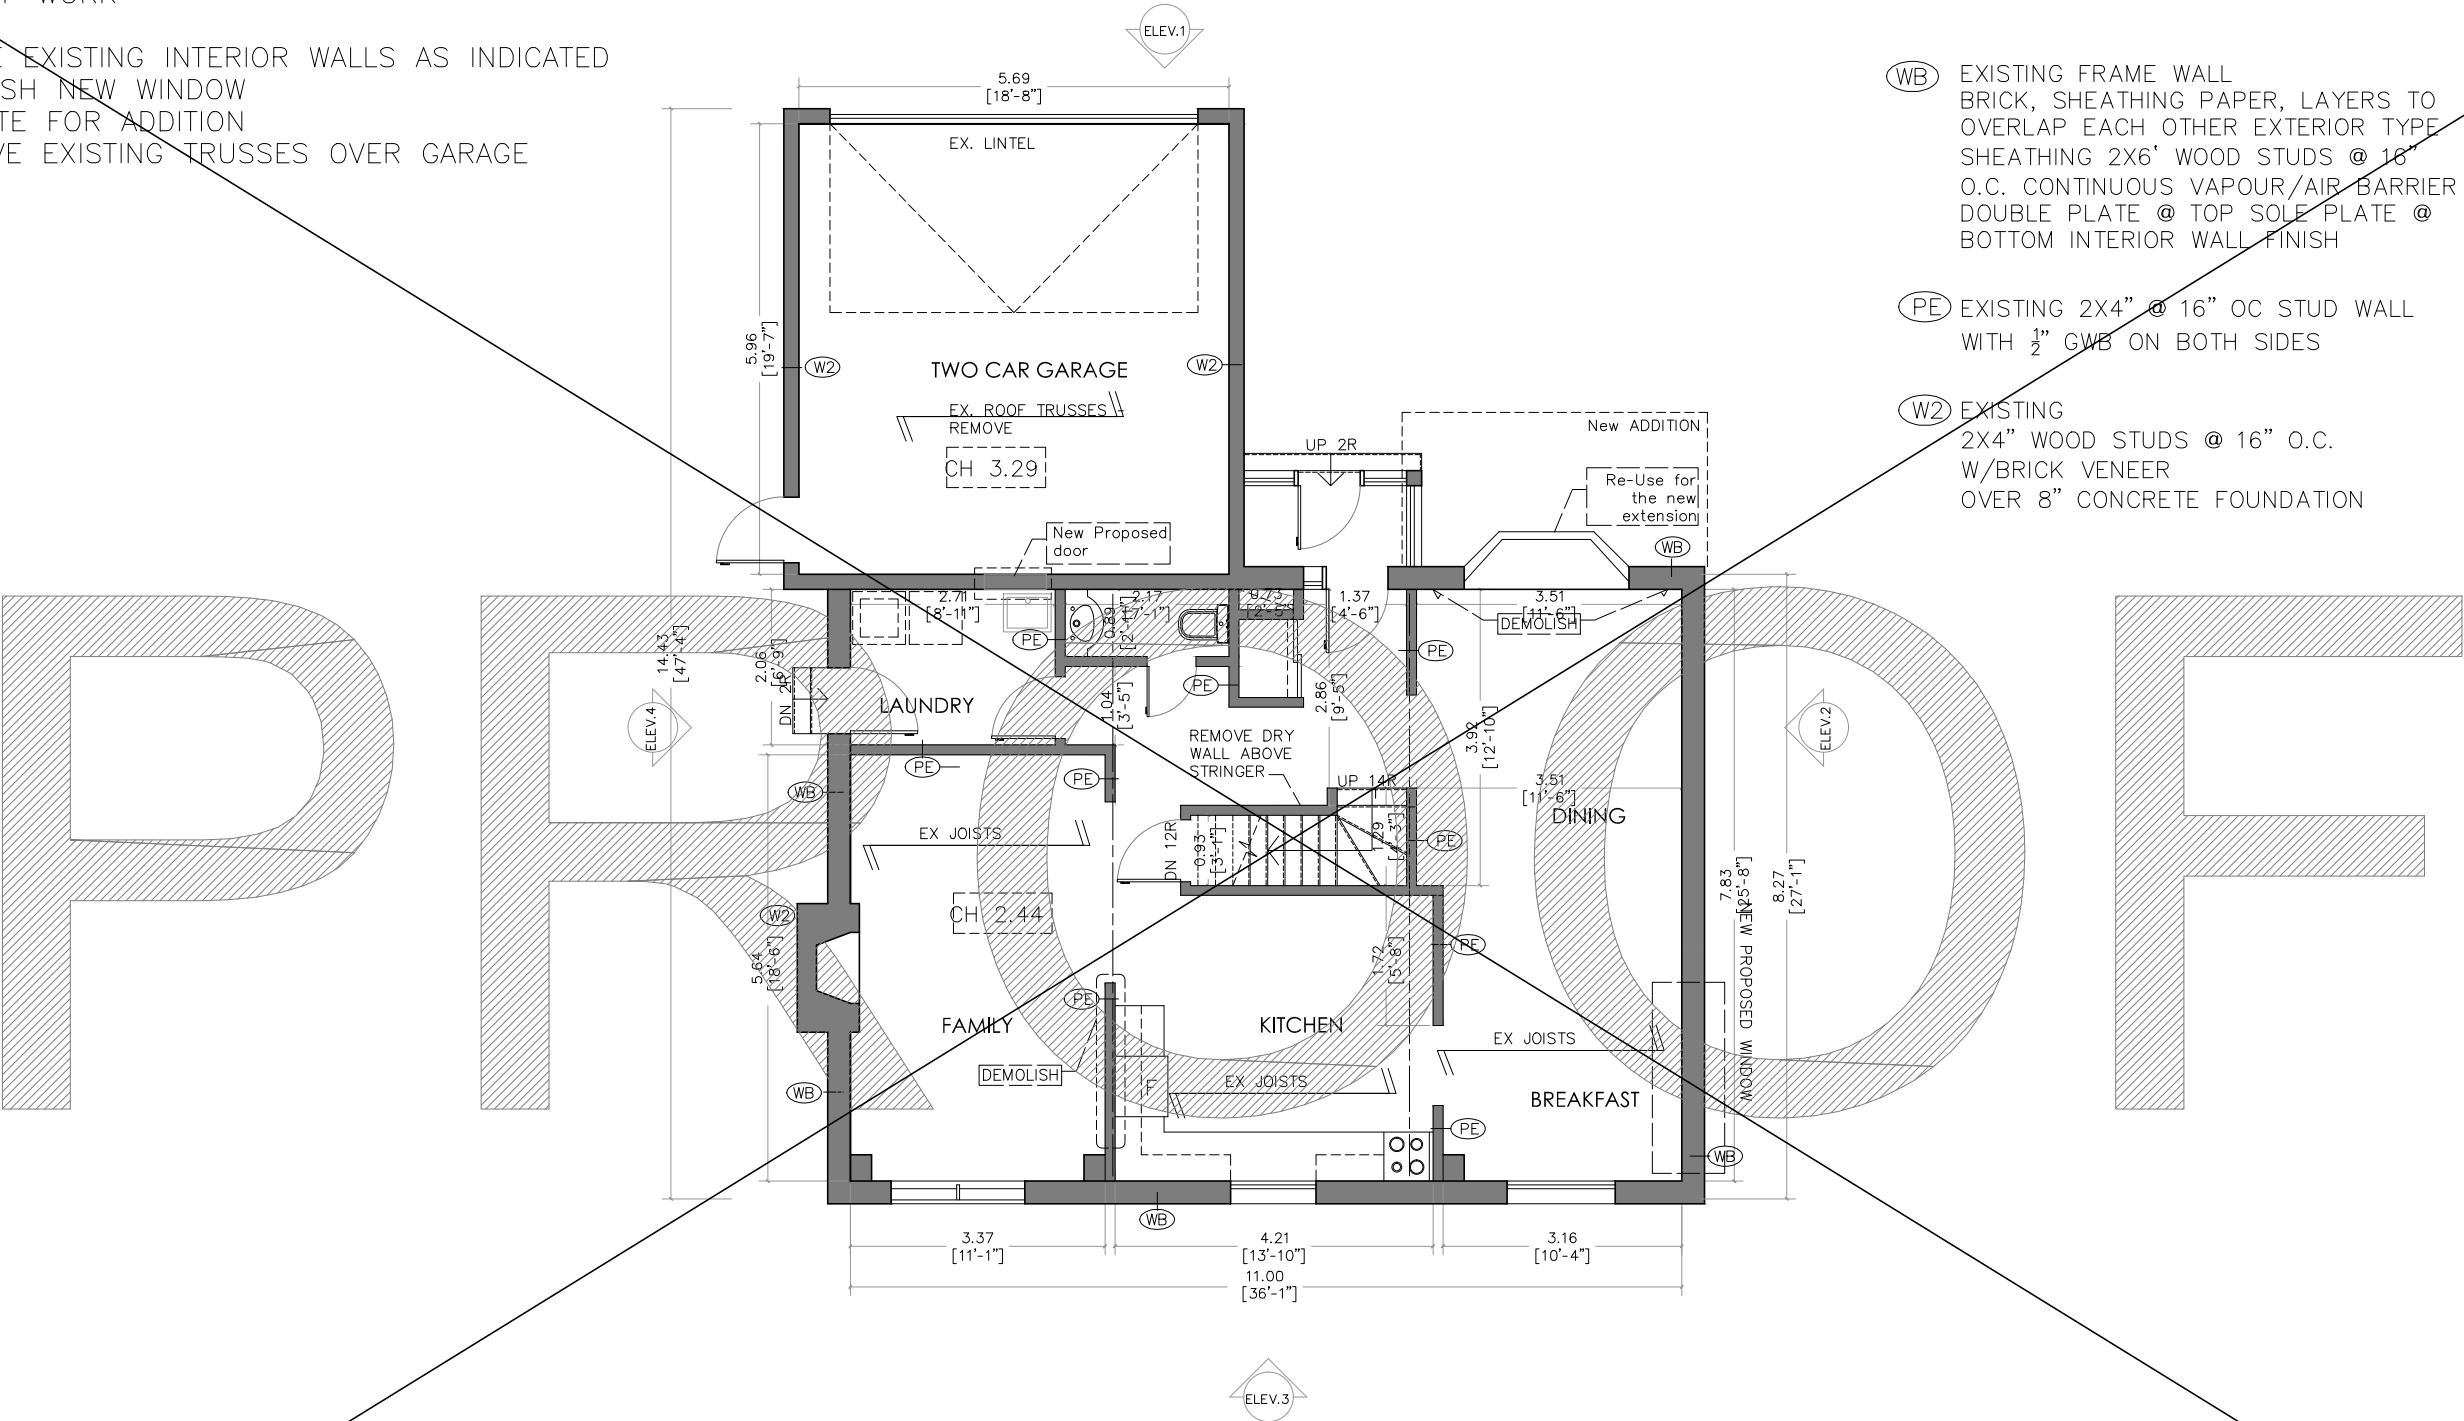 WORK
EXISTING INTERIOR WALLS AS INDICATED
SH NEW WINDOW
TE FOR ADDITION
VE EXISTING TRUSSES OVER GARAGE
ELEV.1
5.69
[18'-8"]
WB EXISTING FRAME WALL
BRICK, SHEATHING PAPER, LAYERS TO
OVERLAP EACH OTHER EXTERIOR TYPE
SHEATHING 2X6' WOOD STUDS @ 16"
O.C. CONTINUOUS VAPOUR/AIR BARRIER
DOUBLE PLATE @ TOP SOLE PLATE @
BOTTOM INTERIOR WALL FINISH
PE EXISTING 2X4" @ 16" OC STUD WALL
WITH ½" GWB ON BOTH SIDES
W2 EXISTING
2X4" WOOD STUDS @ 16" O.C.
W/BRICK VENEER
OVER 8" CONCRETE FOUNDATION
EX. LINTEL
5.96
[19'-7"]
W2
W2
TWO CAR GARAGE
EX. ROOF TRUSSES -
REMOVE
CH 3.29
New ADDITION
UP 2R
Re-Use for
the new
extension
New Proposed
door
WB
2.71
[8'-11"]
2.17
[7'-1"]
0.89
[2'-11"]
0.73
[2'-5"]
1.37
[4'-6"]
3.51
[11'-6"]
DEMOLISH
PE
PE
PE
14.43
[47'-4"]
2.06
[6'-9"]
DN 2R
LAUNDRY
1.04
[3'-5"]
2.86
[9'-5"]
ELEV.4
ELEV.2
3.92
[12'-10"]
REMOVE DRY
WALL ABOVE
STRINGER
PE
PE
WB
UP 14R
3.51
[11'-6"]
DINING
EX JOISTS
DN 12R
0.93
[3'-1"]
1.29
PE
CH 2.44
W2
5.64
[18'-6"]
7.83
[25'-8"]
8.27
[27'-1"]
NEW PROPOSED WINDOW
1.72
[5'-8"]
PE
PE
FAMILY
KITCHEN
EX JOISTS
DEMOLISH
F
EX JOISTS
WB
BREAKFAST
PE
WB
WB
3.37
[11'-1"]
4.21
[13'-10"]
3.16
[10'-4"]
11.00
[36'-1"]
ELEV.3
PROOF